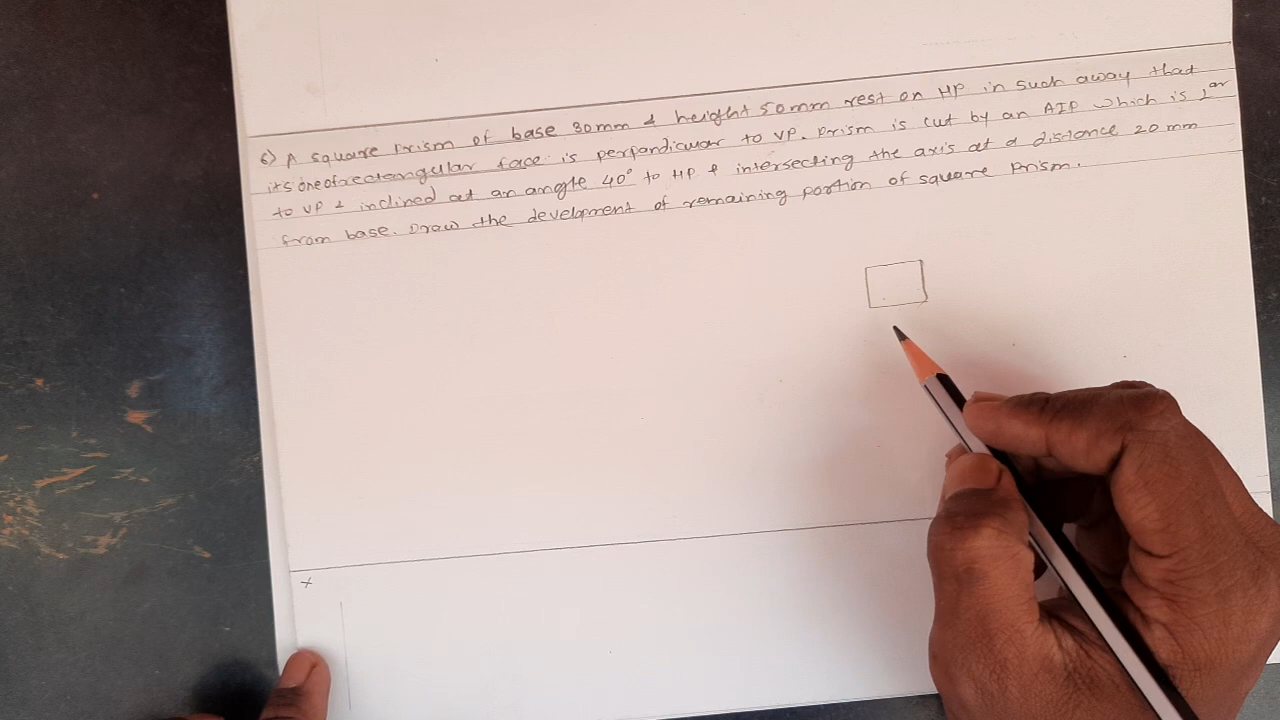 6) A square Prism of base 30mm & height 50mm rest on HP in such away that
its one of rectangular face is perpendicular to VP. Prism is cut by an AIP which is lar
to VP & inclined at an angle 40° to HP & intersecting the axis at a distance 20mm
from base. Draw the development of remaining portion of square prism.
X